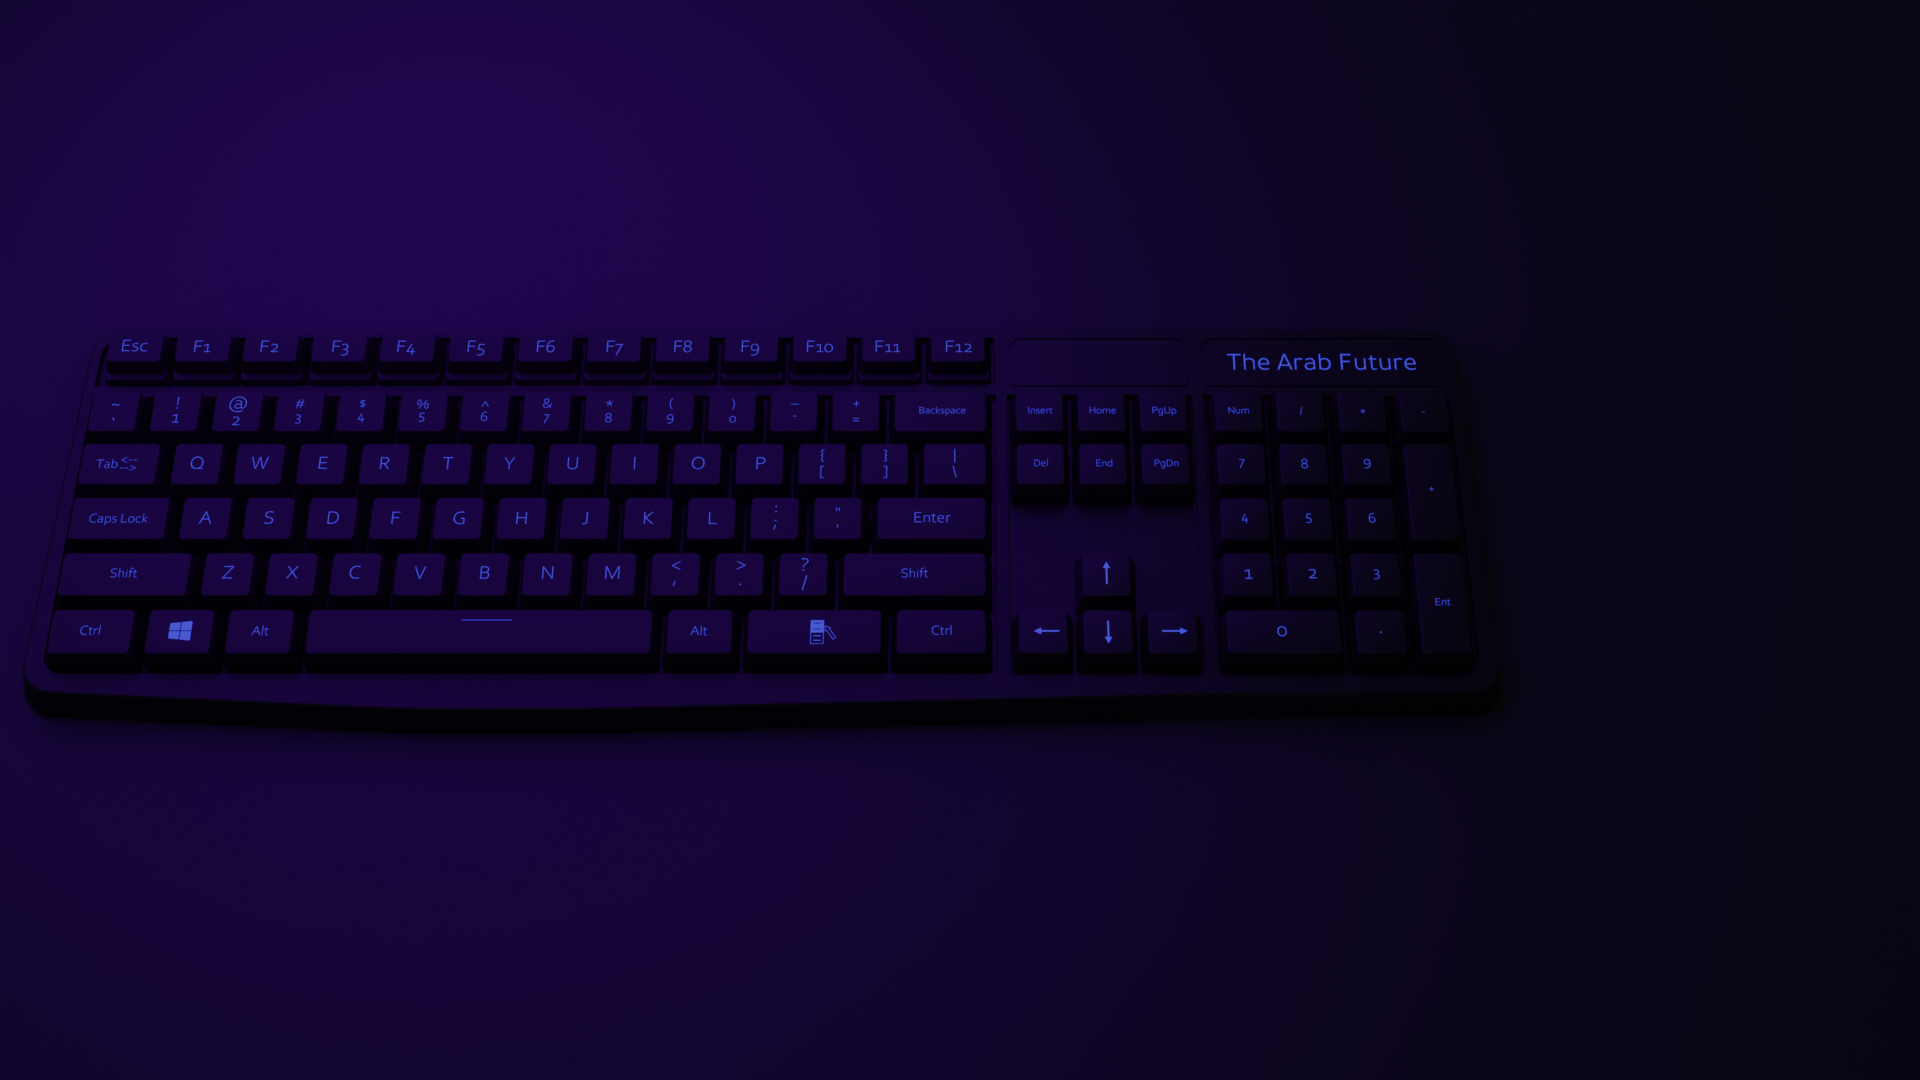 Esc F1 F2 F3 F4 F5 F6 F7 F8 F9 F10 F11 F12
The Arab Future
~ ! @ # $ % ^ & * ( ) — +
` 1 2 3 4 5 6 7 8 9 0 - = Backspace Insert Home PgUp Num / * -
Tab <-- --> Q W E R T Y U I O P { [ } ] | \ Del End PgDn 7 8 9 +
Caps Lock A S D F G H J K L : ; " ' Enter 4 5 6
Shift Z X C V B N M < , > . ? / Shift ↑ 1 2 3 Ent
Ctrl Alt Alt Ctrl ← ↓ → 0 .